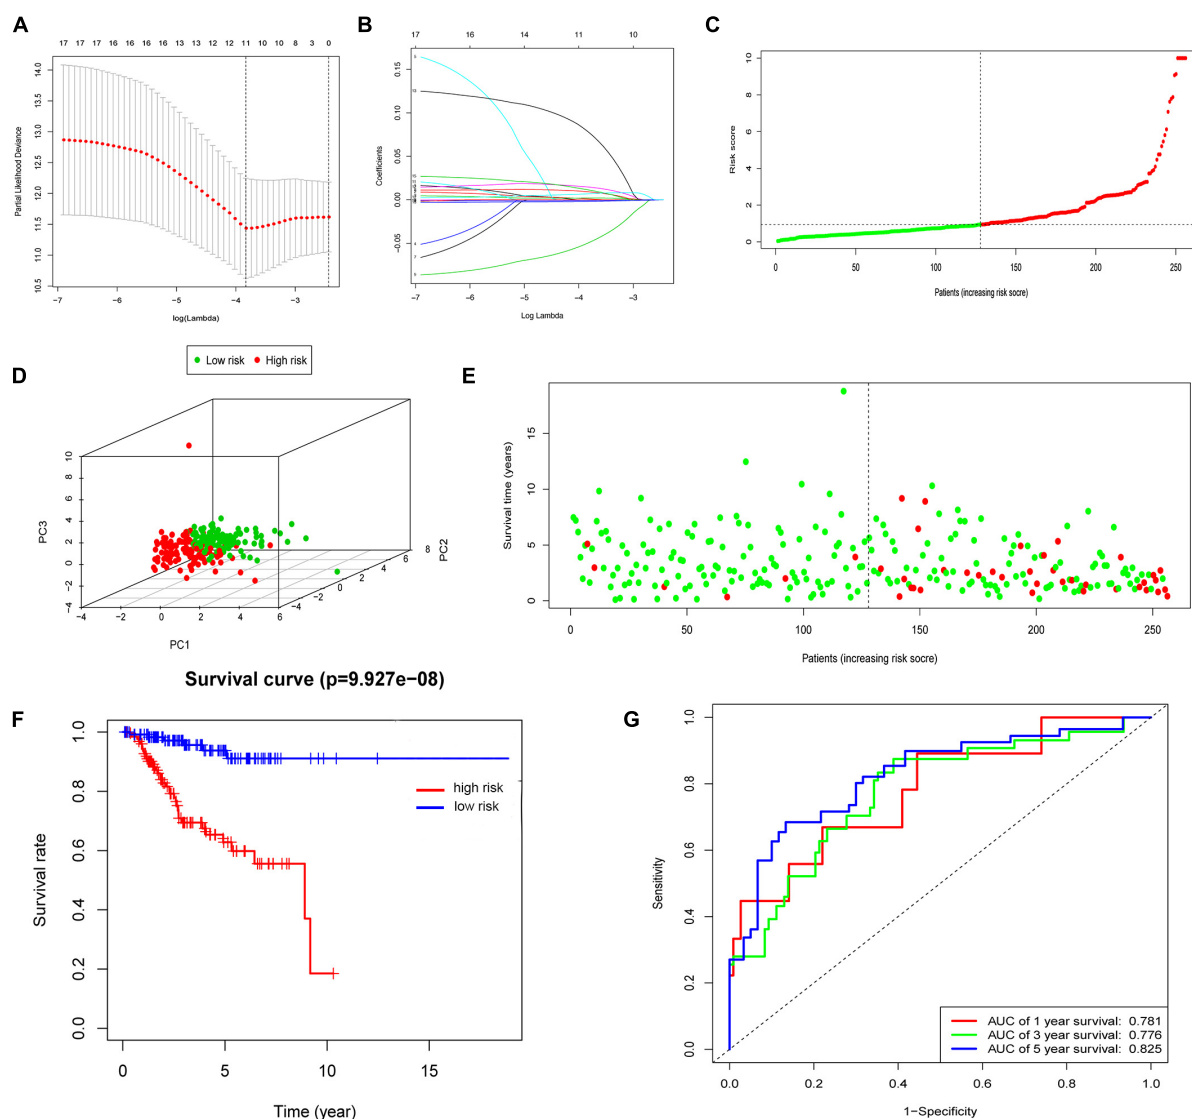 A
17 17 17 16 16 16 16 13 13 12 12 11 10 10 8 3 0
Partial Likelihood Deviance
14.0
13.5
13.0
12.5
12.0
11.5
11.0
10.5
−7 −6 −5 −4 −3
log(Lambda)
B
17 14 14 11 10
Coefficients
0.15
0.10
0.05
0.00
−0.05
−7 −6 −5 −4 −3
Log Lambda
C
Risk score
10
8
6
4
2
0
0 50 100 150 200 250
Patients (increasing risk socre)
D
Low risk High risk
PC3
10
8
6
4
2
0
−2
−4
−4 −2 0 2 4 6
PC1
−4 −2 0 2 4 6 8
PC2
E
Survival time (years)
15
10
5
0
0 50 100 150 200 250
Patients (increasing risk socre)
Survival curve (p=9.927e−08)
F
Survival rate
1.0
0.8
0.6
0.4
0.2
0.0
high risk
low risk
0 5 10 15
Time (year)
G
Sensitivity
1.0
0.8
0.6
0.4
0.2
0.0
AUC of 1 year survival: 0.781
AUC of 3 year survival: 0.776
AUC of 5 year survival: 0.825
0.0 0.2 0.4 0.6 0.8 1.0
1−Specificity